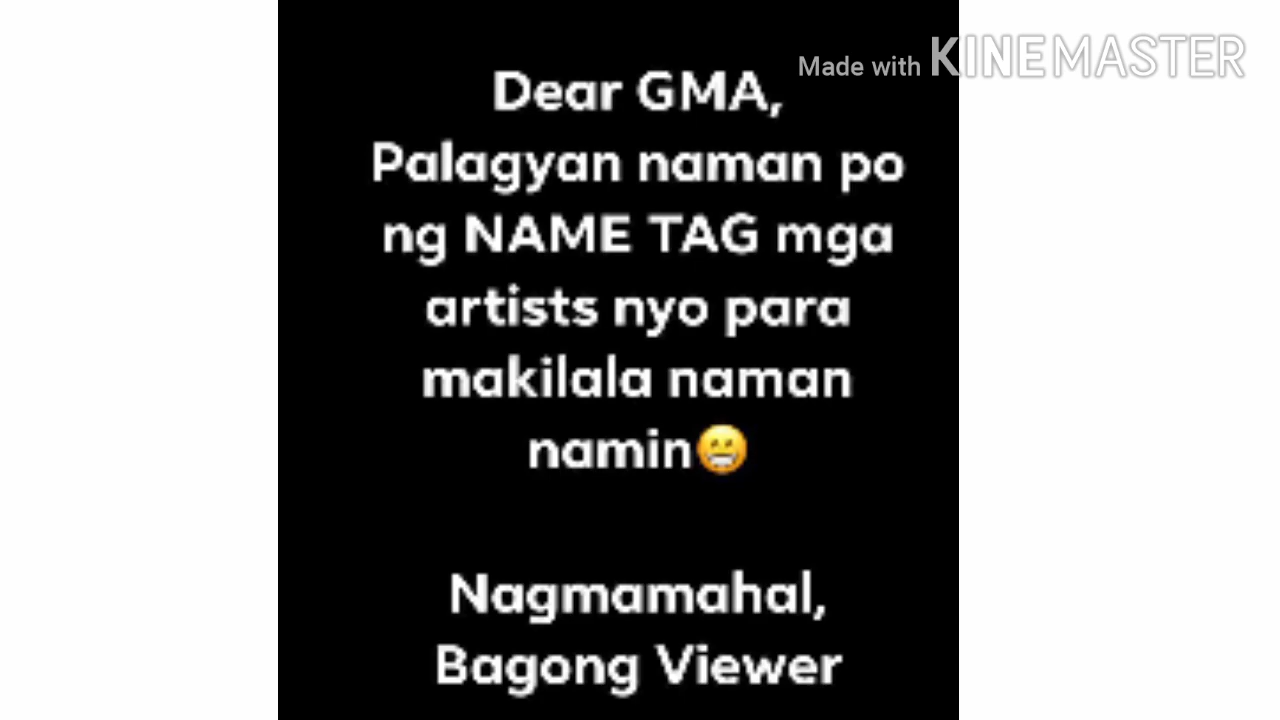 Made with KINEMASTER
Dear GMA,
Palagyan naman po
ng NAME TAG mga
artists nyo para
makilala naman
namin😬
Nagmamahal,
Bagong Viewer